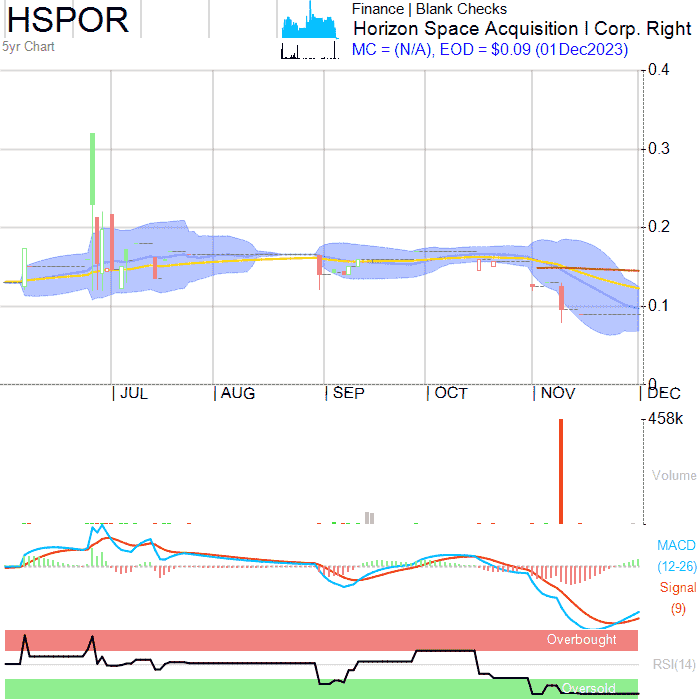 HSPOR
5yr Chart
Finance | Blank Checks
Horizon Space Acquisition I Corp. Right
MC = (N/A), EOD = $0.09 (01Dec2023)
0.4
0.3
0.2
0.1
0
JUL AUG SEP OCT NOV DEC
458k
Volume
MACD
(12-26)
Signal
(9)
Overbought
RSI(14)
Oversold